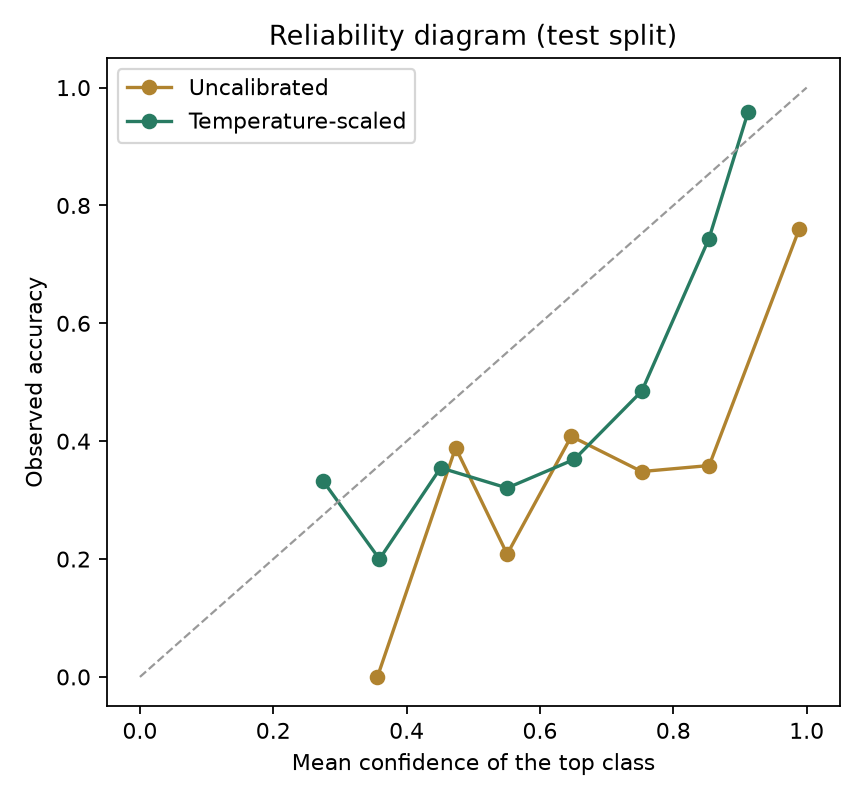 Reliability diagram (test split)
Uncalibrated
Temperature-scaled
1.0
0.8
0.6
0.4
0.2
0.0
Observed accuracy
0.0 0.2 0.4 0.6 0.8 1.0
Mean confidence of the top class